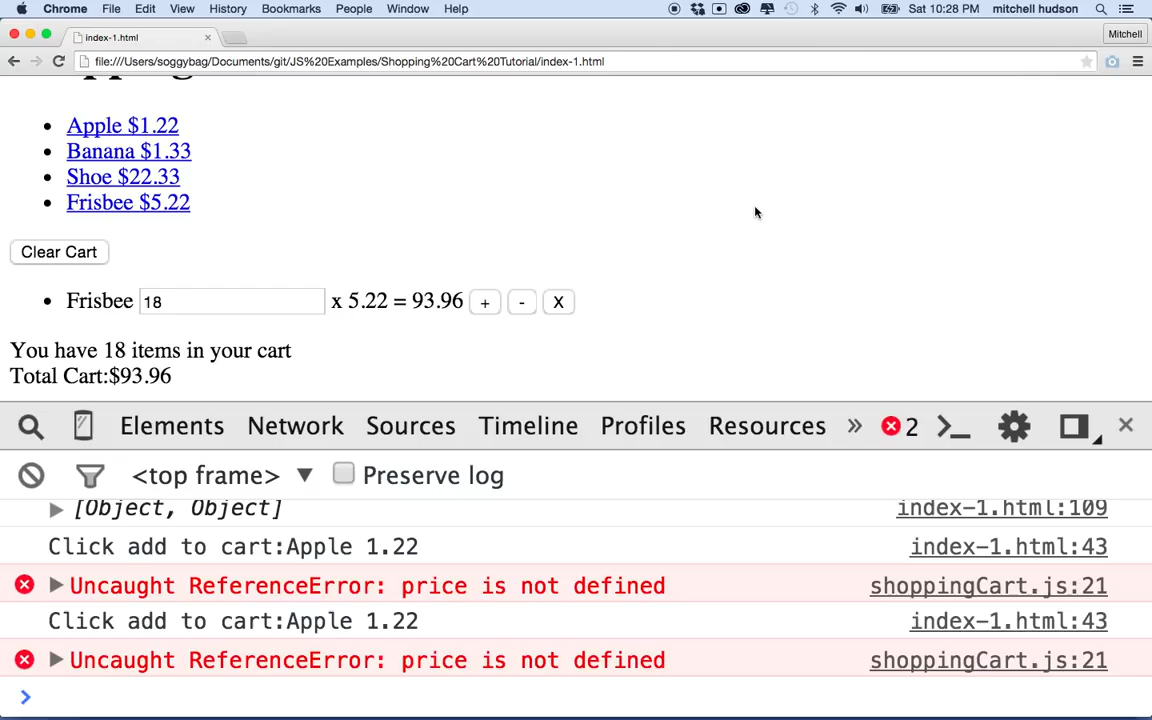 Chrome File Edit View History Bookmarks People Window Help Sat 10:28 PM mitchell hudson
index-1.html Mitchell
file:///Users/soggybag/Documents/git/JS%20Examples/Shopping%20Cart%20Tutorial/index-1.html
Apple $1.22
Banana $1.33
Shoe $22.33
Frisbee $5.22
Clear Cart
Frisbee 18 x 5.22 = 93.96 + - X
You have 18 items in your cart
Total Cart:$93.96
Elements Network Sources Timeline Profiles Resources » 2
<top frame> ▼ Preserve log
[Object, Object] index-1.html:109
Click add to cart:Apple 1.22 index-1.html:43
Uncaught ReferenceError: price is not defined shoppingCart.js:21
Click add to cart:Apple 1.22 index-1.html:43
Uncaught ReferenceError: price is not defined shoppingCart.js:21